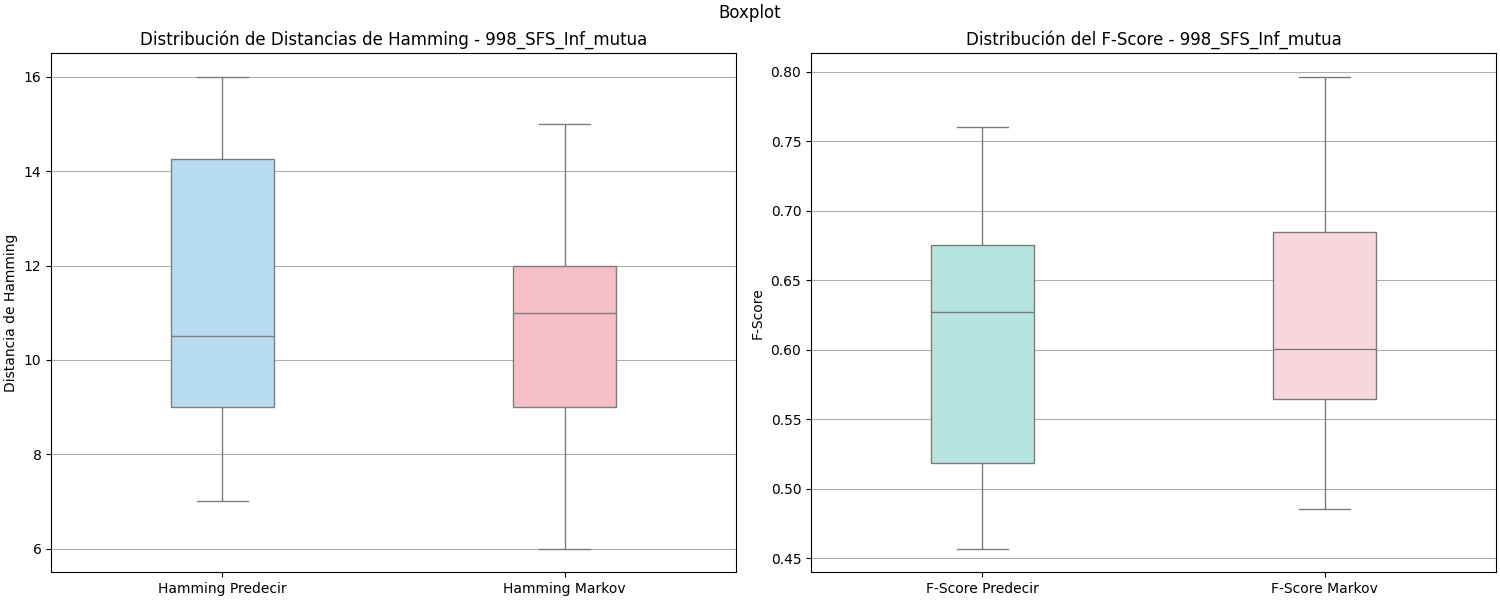 Boxplot
Distribución de Distancias de Hamming - 998_SFS_Inf_mutua
Distancia de Hamming
16
14
12
10
8
6
Hamming Predecir
Hamming Markov
Distribución del F-Score - 998_SFS_Inf_mutua
F-Score
0.80
0.75
0.70
0.65
0.60
0.55
0.50
0.45
F-Score Predecir
F-Score Markov